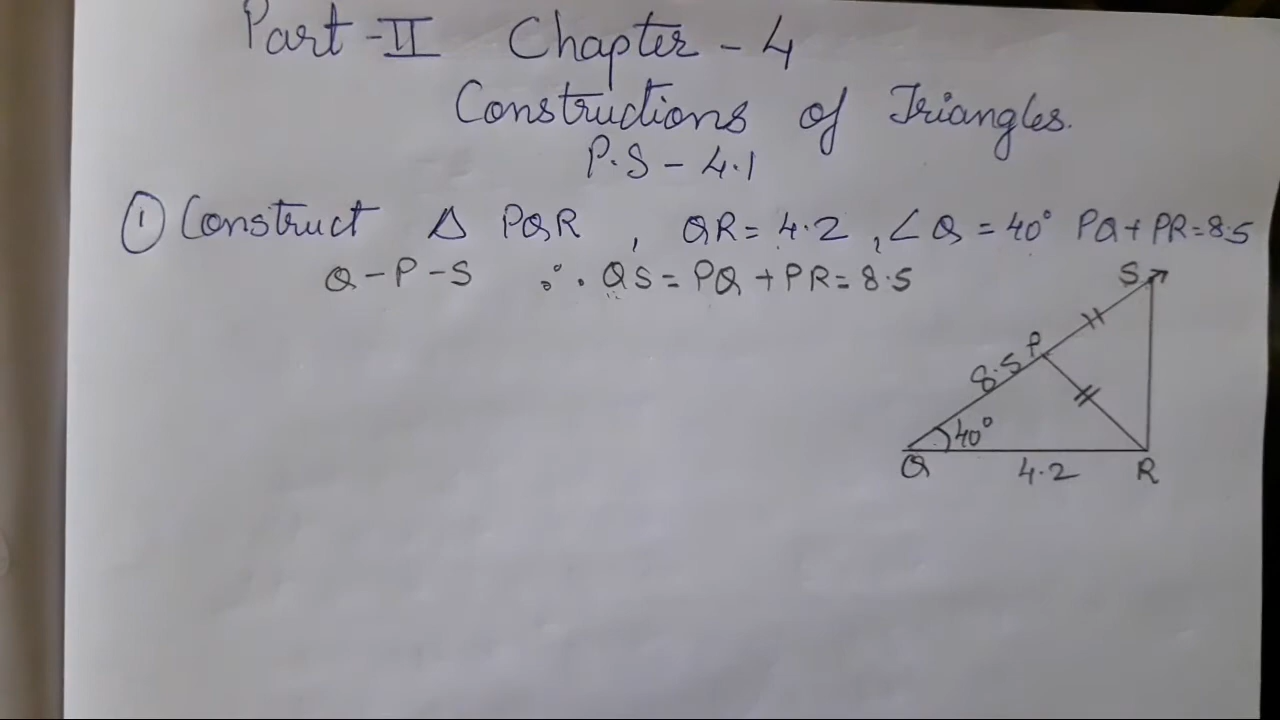 Part-II Chapter-4
Constructions of Triangles.
P.S-4.1
① Construct △ PQR, QR=4.2, ∠Q=40° PQ+PR=8.5
Q-P-S ∴ QS=PQ+PR=8.5
S
P
8.5
40°
Q 4.2 R